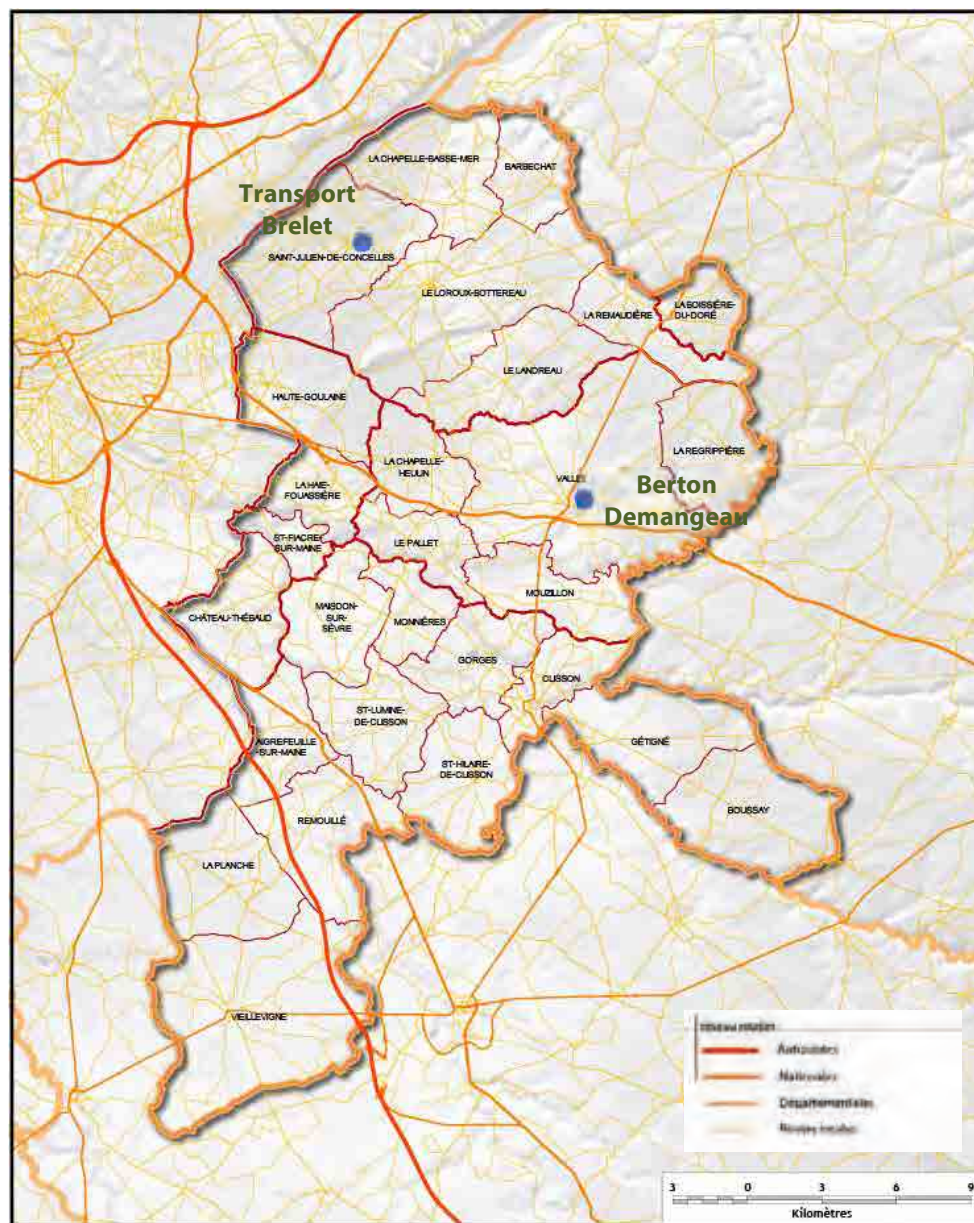 LA CHAPELLE-BASSE-MER
BARBECHAT
Transport
Brelet
SAINT-JULIEN-DE-CONCELLES
LE LOROUX-BOTTEREAU
LA REMAUDIÈRE
LA BOISSIÈRE-
DU-DORÉ
LE LANDREAU
HAUTE-GOULAINE
LA CHAPELLE-
HEULIN
LA REGRIPPIÈRE
LA HAIE-
FOUASSIÈRE
VALLET
Berton
Demangeau
ST-FIACRE-
SUR-MAINE
LE PALLET
MOUZILLON
CHÂTEAU-THÉBAUD
MAISDON-
SUR-
SÈVRE
MONNIÈRES
GORGES
CLISSON
ST-LUMINE-
DE-CLISSON
GÉTIGNÉ
AIGREFEUILLE
-SUR-MAINE
ST-HILAIRE-
DE-CLISSON
BOUSSAY
REMOUILLÉ
LA PLANCHE
VIEILLEVIGNE
réseau routier
Autoroutes
Nationales
Départementales
Routes locales
3 0 3 6 9
Kilomètres